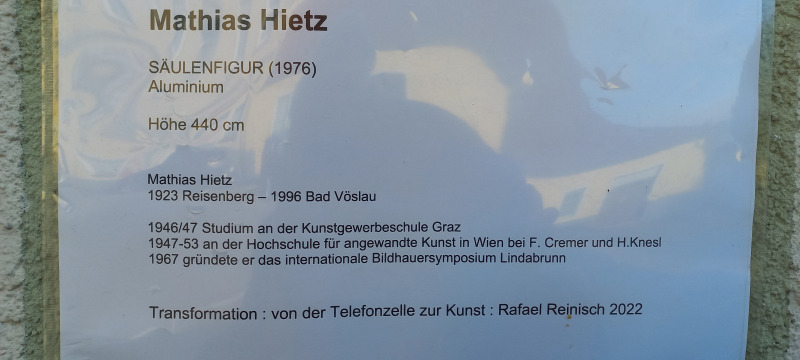 Mathias Hietz
SÄULENFIGUR (1976)
Aluminium
Höhe 440 cm
Mathias Hietz
1923 Reisenberg – 1996 Bad Vöslau
1946/47 Studium an der Kunstgewerbeschule Graz
1947-53 an der Hochschule für angewandte Kunst in Wien bei F. Cremer und H.Knesl
1967 gründete er das internationale Bildhauersymposium Lindabrunn
Transformation : von der Telefonzelle zur Kunst : Rafael Reinisch 2022